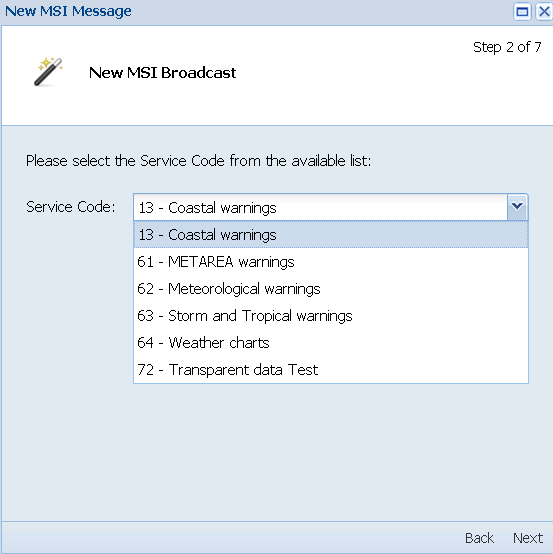 New MSI Message
Step 2 of 7
New MSI Broadcast
Please select the Service Code from the available list:
Service Code: 13 - Coastal warnings
13 - Coastal warnings
61 - METAREA warnings
62 - Meteorological warnings
63 - Storm and Tropical warnings
64 - Weather charts
72 - Transparent data Test
Back Next